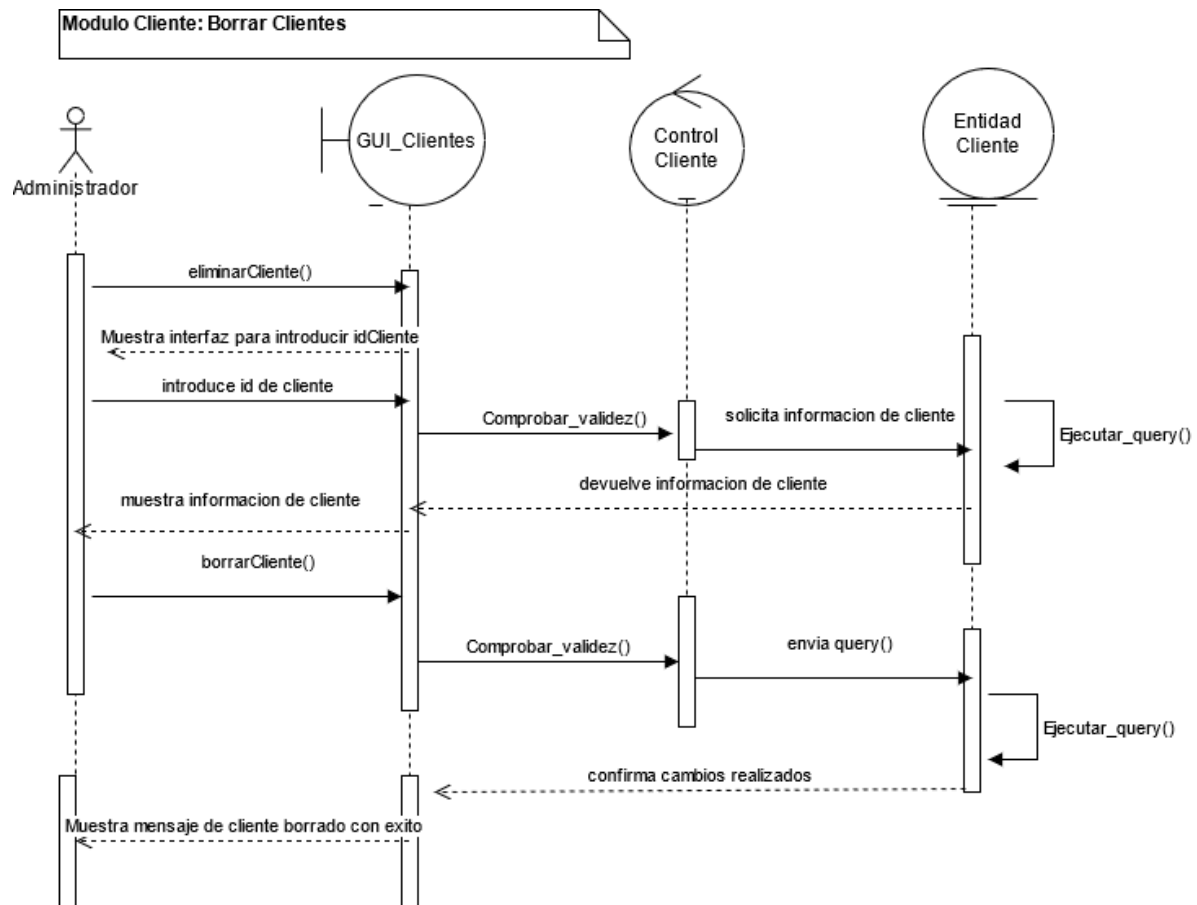 Modulo Cliente: Borrar Clientes
Administrador
GUI_Clientes
Control
Cliente
Entidad
Cliente
eliminarCliente()
Muestra interfaz para introducir idCliente
introduce id de cliente
Comprobar_validez()
solicita informacion de cliente
Ejecutar_query()
devuelve informacion de cliente
muestra informacion de cliente
borrarCliente()
Comprobar_validez()
envia query()
Ejecutar_query()
confirma cambios realizados
Muestra mensaje de cliente borrado con exito